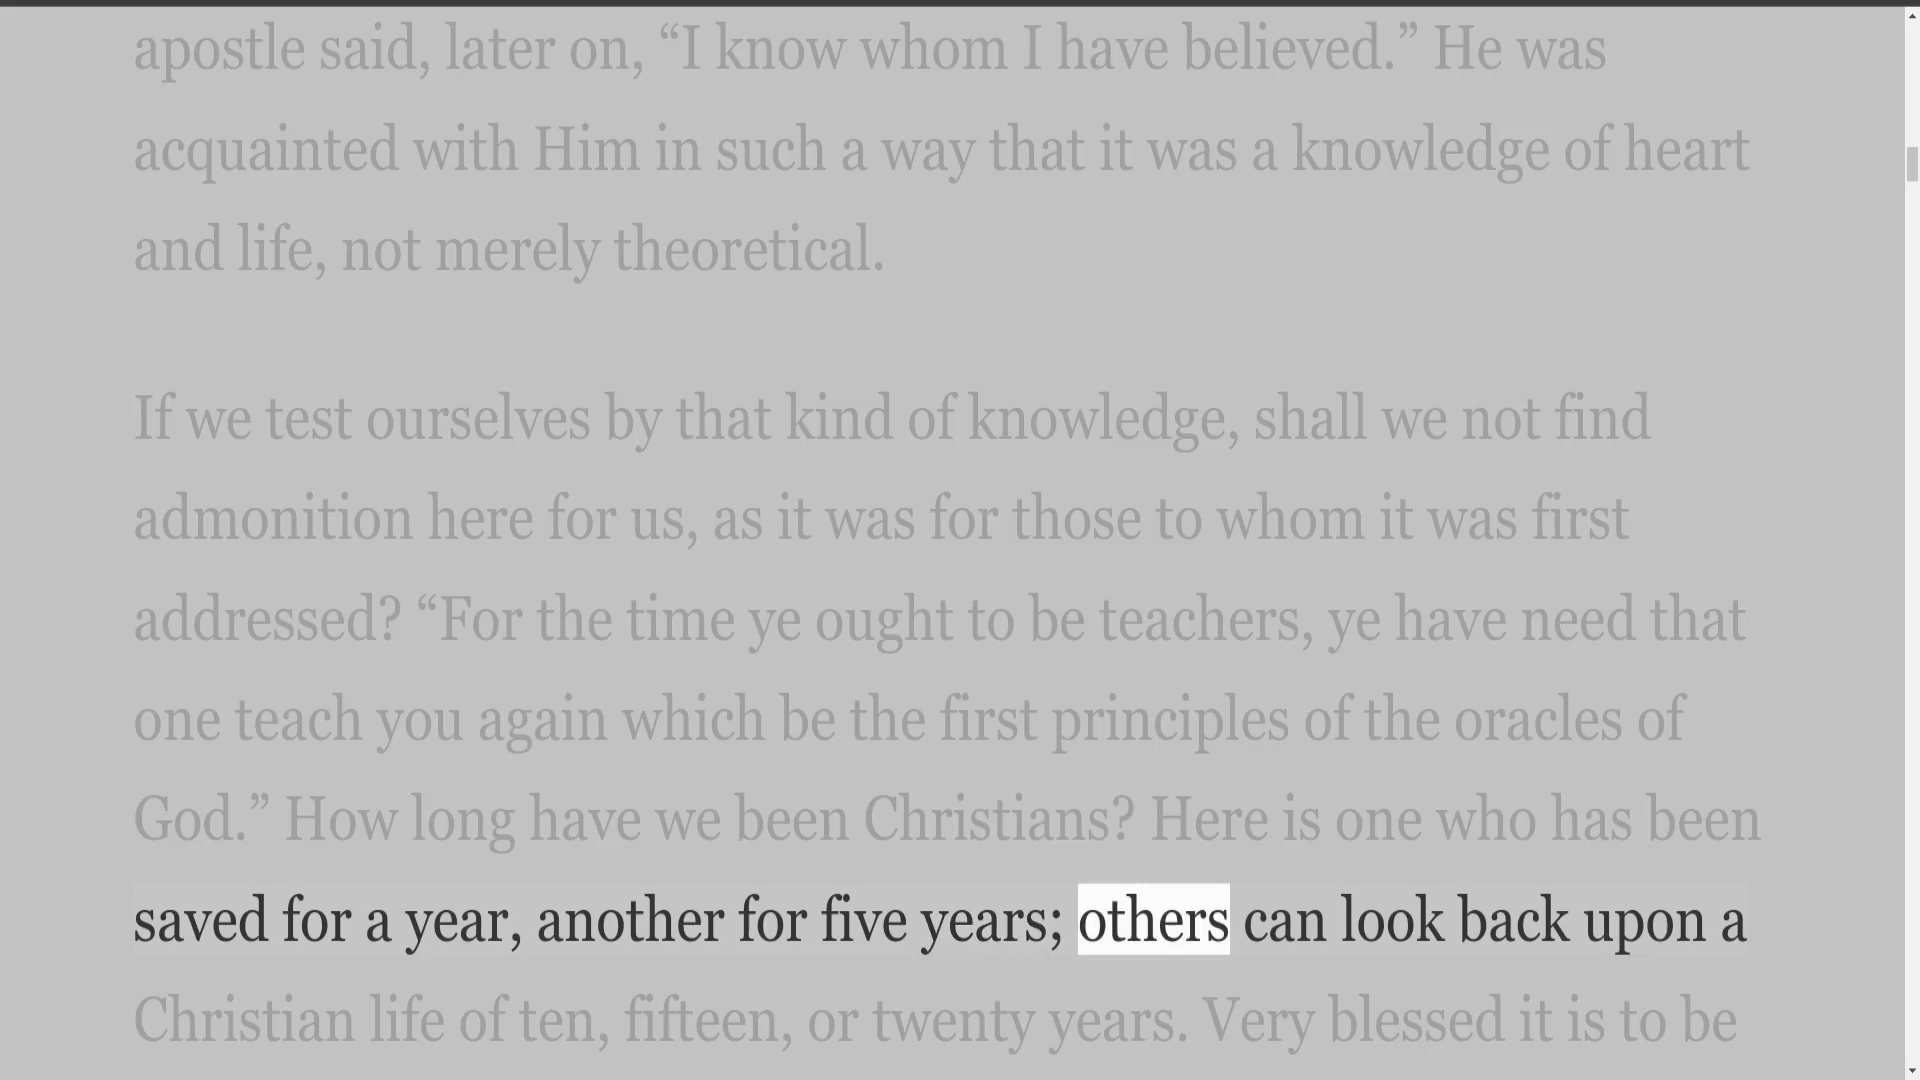 apostle said, later on, “I know whom I have believed.” He was
acquainted with Him in such a way that it was a knowledge of heart
and life, not merely theoretical.
If we test ourselves by that kind of knowledge, shall we not find
admonition here for us, as it was for those to whom it was first
addressed? “For the time ye ought to be teachers, ye have need that
one teach you again which be the first principles of the oracles of
God.” How long have we been Christians? Here is one who has been
saved for a year, another for five years; others can look back upon a
Christian life of ten, fifteen, or twenty years. Very blessed it is to be